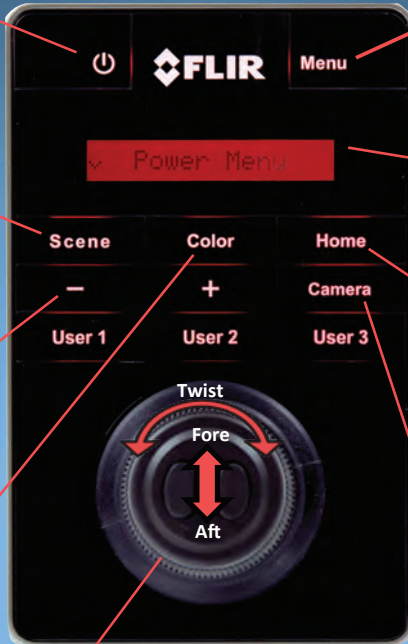 FLIR Menu
v Power Menu
Scene Color Home
− + Camera
User 1 User 2 User 3
Twist
Fore
Aft